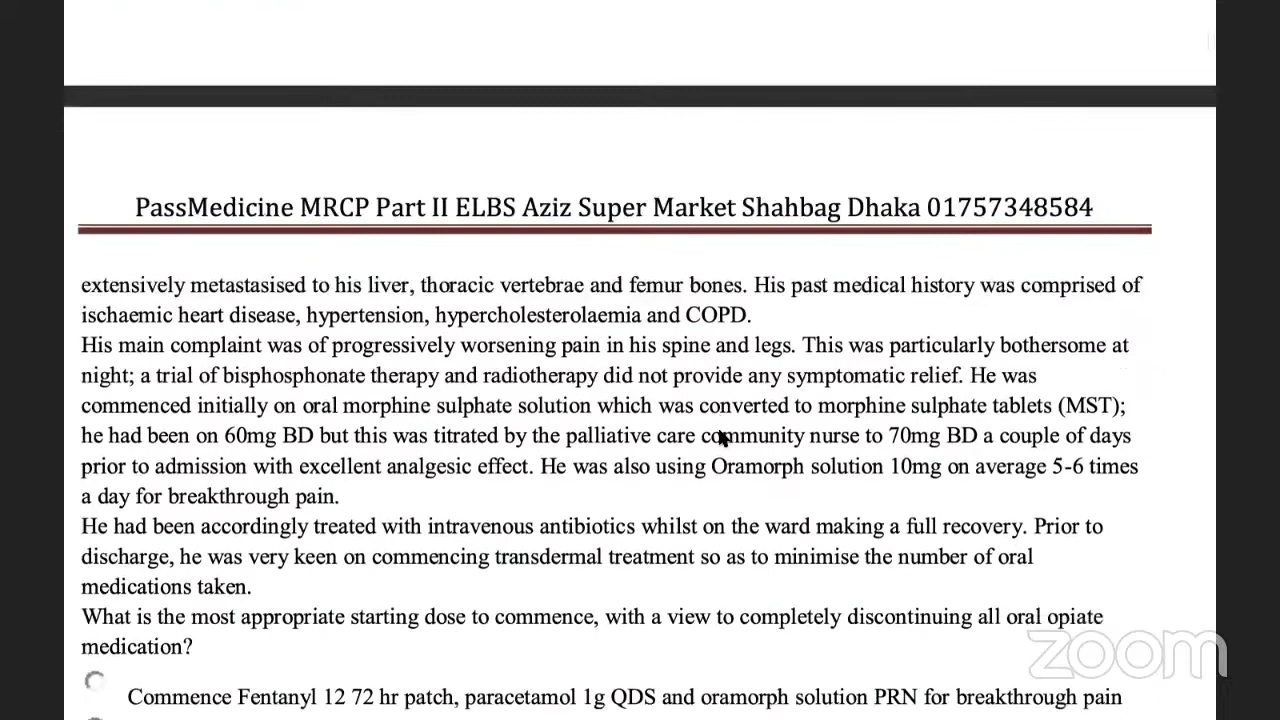 PassMedicine MRCP Part II ELBS Aziz Super Market Shahbag Dhaka 01757348584
extensively metastasised to his liver, thoracic vertebrae and femur bones. His past medical history was comprised of
ischaemic heart disease, hypertension, hypercholesterolaemia and COPD.
His main complaint was of progressively worsening pain in his spine and legs. This was particularly bothersome at
night; a trial of bisphosphonate therapy and radiotherapy did not provide any symptomatic relief. He was
commenced initially on oral morphine sulphate solution which was converted to morphine sulphate tablets (MST);
he had been on 60mg BD but this was titrated by the palliative care community nurse to 70mg BD a couple of days
prior to admission with excellent analgesic effect. He was also using Oramorph solution 10mg on average 5-6 times
a day for breakthrough pain.
He had been accordingly treated with intravenous antibiotics whilst on the ward making a full recovery. Prior to
discharge, he was very keen on commencing transdermal treatment so as to minimise the number of oral
medications taken.
What is the most appropriate starting dose to commence, with a view to completely discontinuing all oral opiate
medication?
zoom
Commence Fentanyl 12 72 hr patch, paracetamol 1g QDS and oramorph solution PRN for breakthrough pain